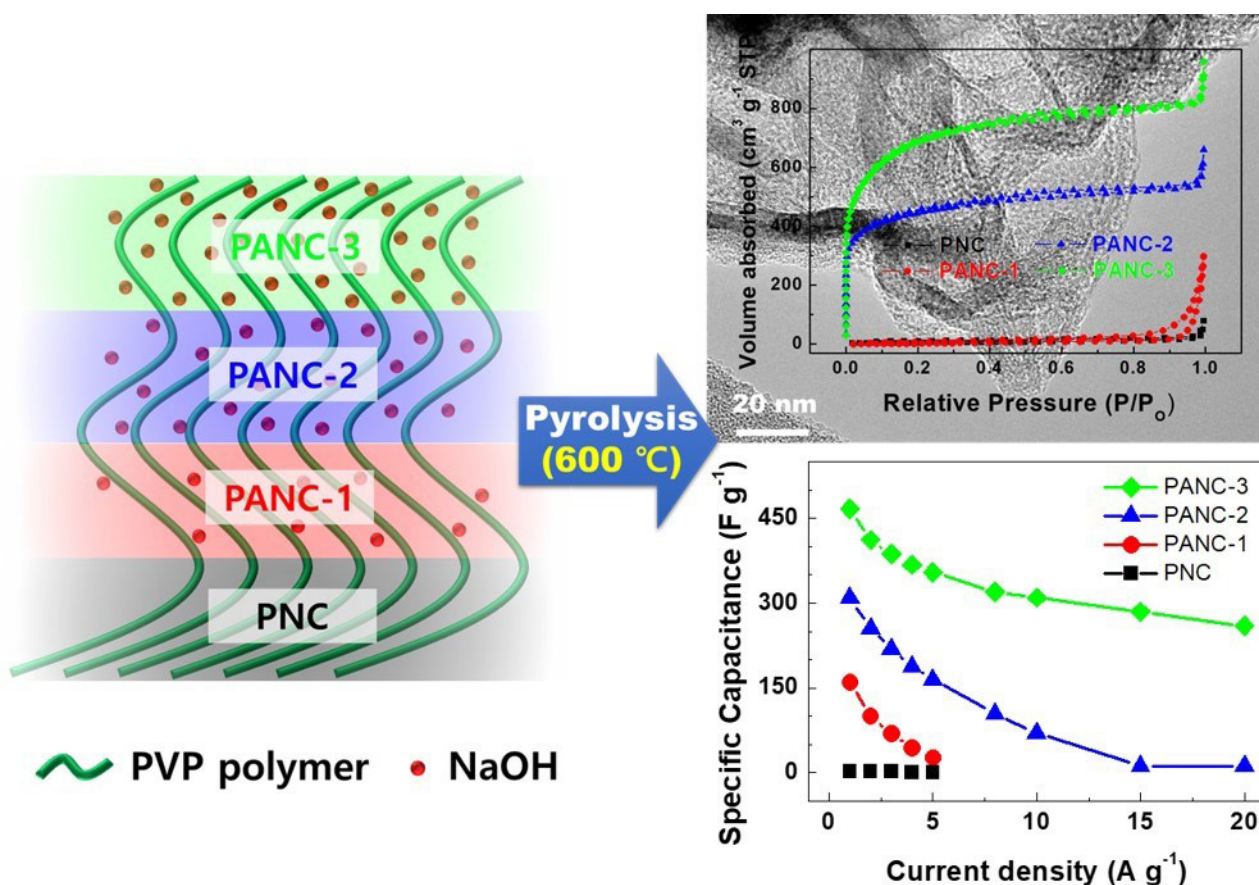 PANC-3
PANC-2
PANC-1
PNC
PVP polymer
NaOH
Pyrolysis
(600 ℃)
Volume absorbed (cm³ g⁻¹ STP)
800
600
400
200
0
PNC
PANC-2
PANC-1
PANC-3
0.0 0.2 0.4 0.6 0.8 1.0
Relative Pressure (P/P₀)
20 nm
Specific Capacitance (F g⁻¹)
450
300
150
0
PANC-3
PANC-2
PANC-1
PNC
0 5 10 15 20
Current density (A g⁻¹)